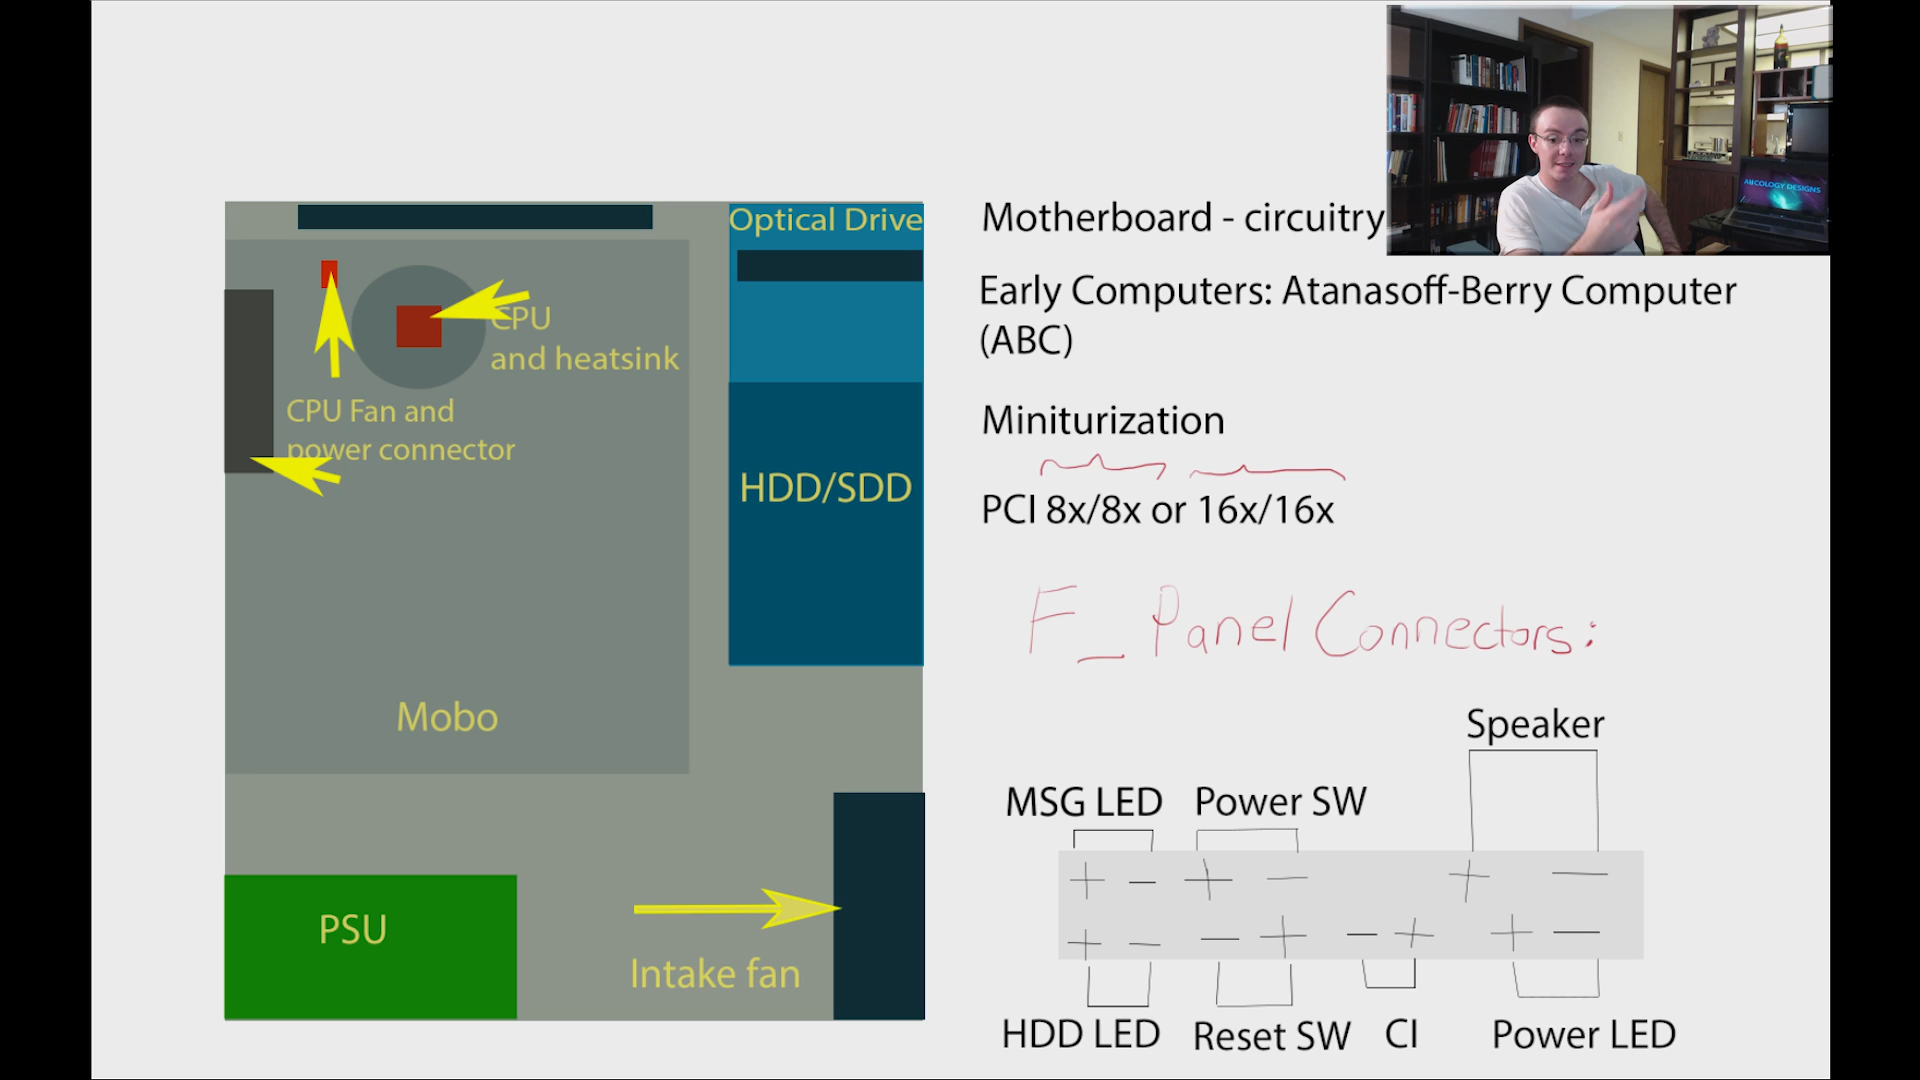 Optical Drive
CPU
and heatsink
CPU Fan and
power connector
HDD/SDD
Mobo
PSU
Intake fan
AUCOLOGY DESIGNS
Motherboard - circuitry
Early Computers: Atanasoff-Berry Computer
(ABC)
Miniturization
PCI 8x/8x or 16x/16x
F_Panel Connectors:
Speaker
MSG LED Power SW
+ - + - + -
+ - - + - + + -
HDD LED Reset SW CI Power LED